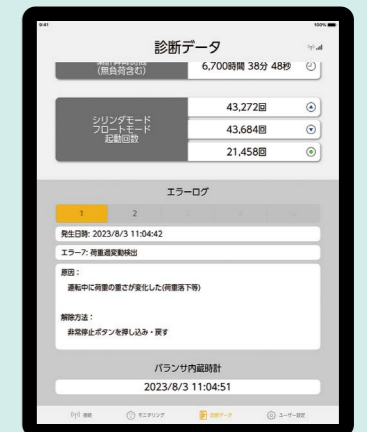 9:41
100%
診断データ
(無負荷含む)
6,700時間 38分 48秒
シリンダモード
フロートモード
起動回数
43,272回
43,684回
21,458回
エラーログ
1
2
発生日時: 2023/8/3 11:04:42
エラー7: 荷重過変動検出
原因：
運転中に荷重の重さが変化した(荷重落下等)
解除方法：
非常停止ボタンを押し込み・戻す
バランサ内蔵時計
2023/8/3 11:04:51
モニタリング
診断データ
ユーザー設定